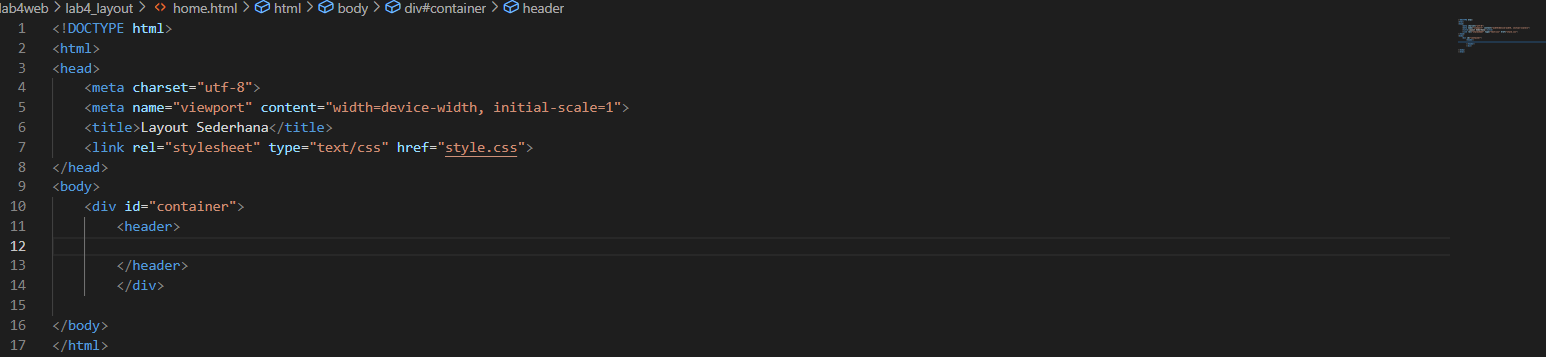 lab4web > lab4_layout > <> home.html > html > body > div#container > header
1 <!DOCTYPE html>
2 <html>
3 <head>
4 <meta charset="utf-8">
5 <meta name="viewport" content="width=device-width, initial-scale=1">
6 <title>Layout Sederhana</title>
7 <link rel="stylesheet" type="text/css" href="style.css">
8 </head>
9 <body>
10 <div id="container">
11 <header>
12
13 </header>
14 </div>
15
16 </body>
17 </html>